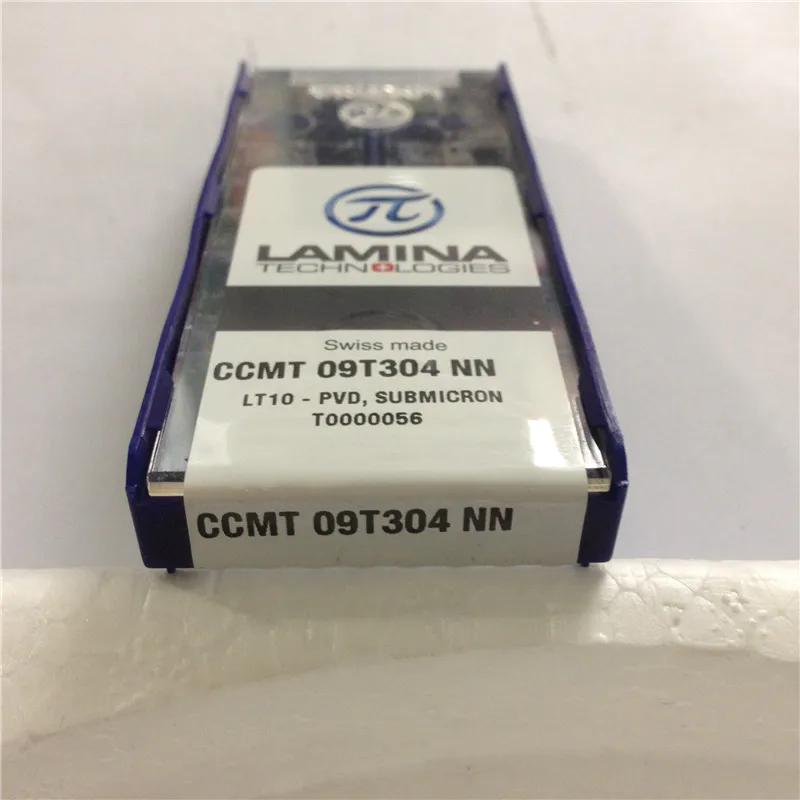 π
LAMINA
TECHNOLOGIES
Swiss made
CCMT 09T304 NN
LT10 - PVD, SUBMICRON
T0000056
CCMT 09T304 NN